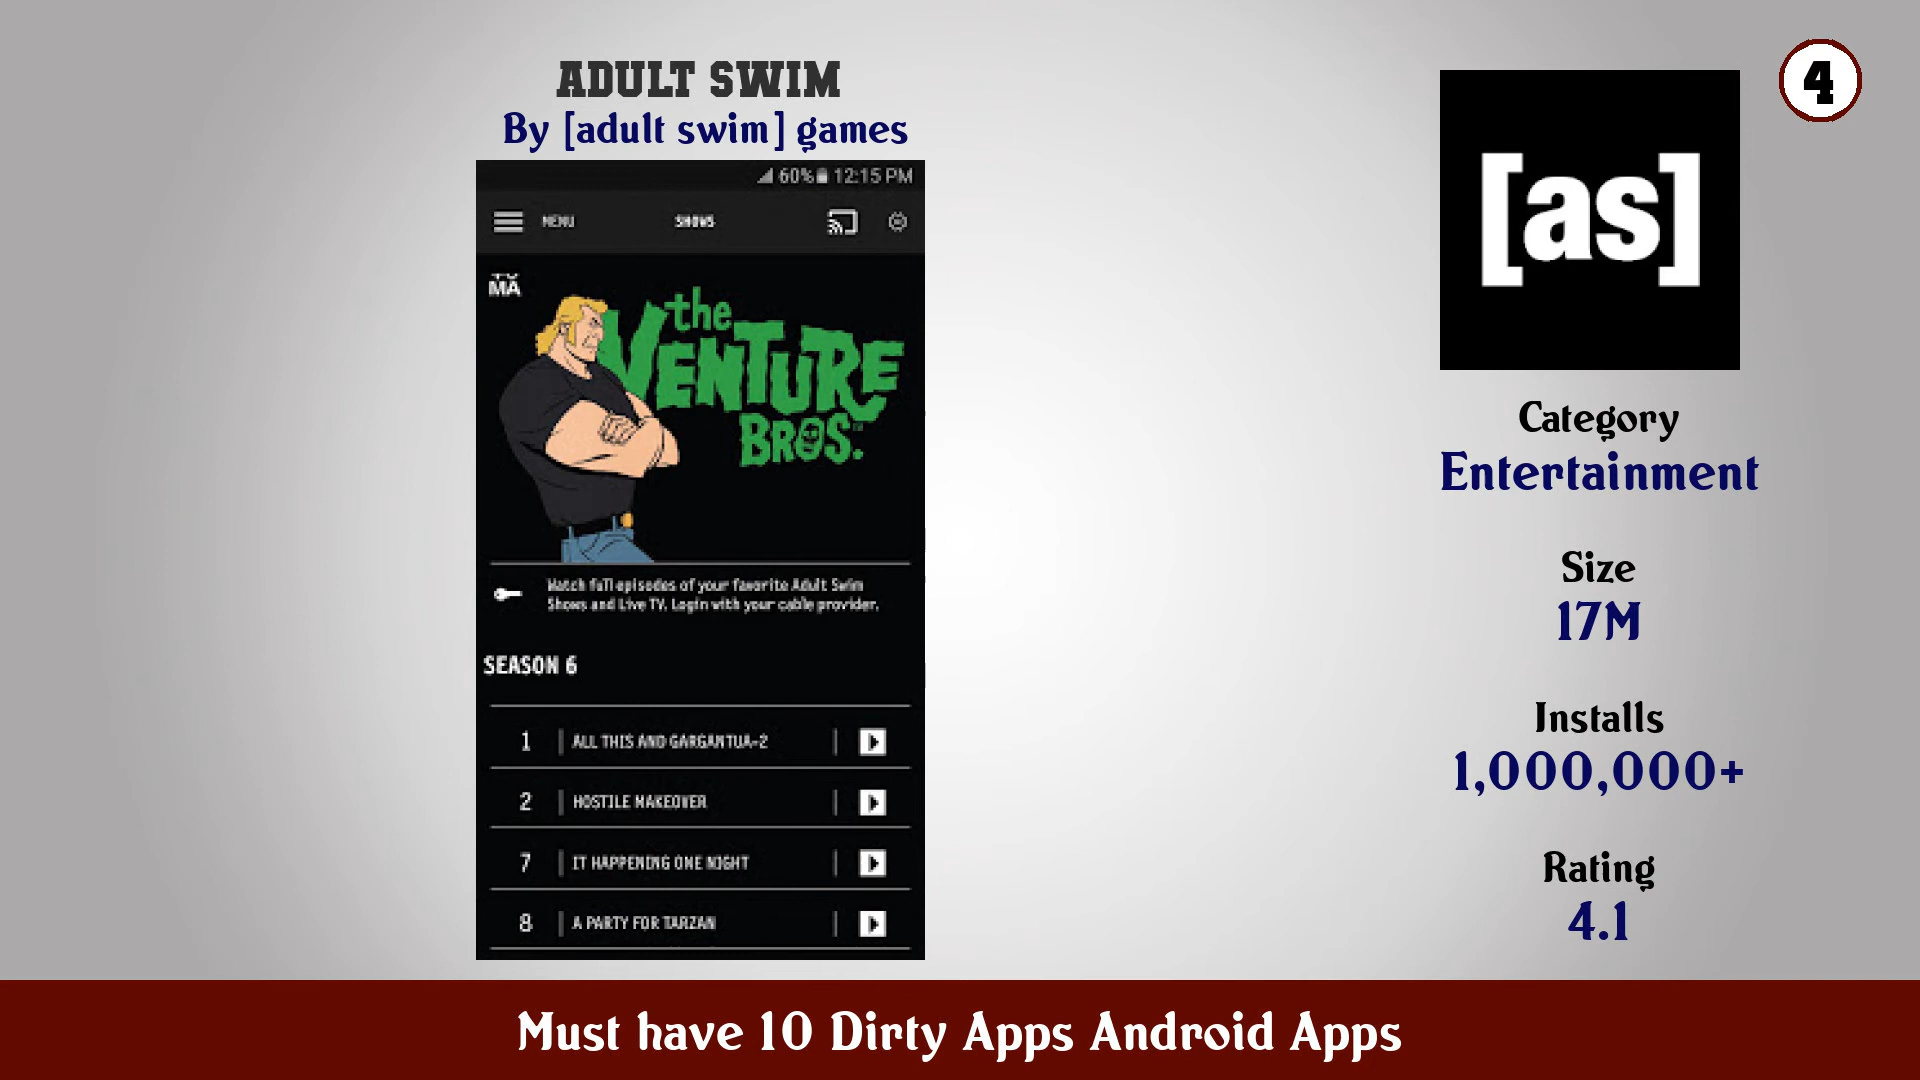 ADULT SWIM
By [adult swim] games
4
60% 12:15 PM
MENU SHOWS
TV
MA
the
VENTURE
BROS.
Watch full episodes of your favorite Adult Swim
Shows and Live TV. Login with your cable provider.
SEASON 6
1 ALL THIS AND GARGANTUA-2
2 HOSTILE MAKEOVER
7 IT HAPPENING ONE NIGHT
8 A PARTY FOR TARZAN
[as]
Category
Entertainment
Size
17M
Installs
1,000,000+
Rating
4.1
Must have 10 Dirty Apps Android Apps